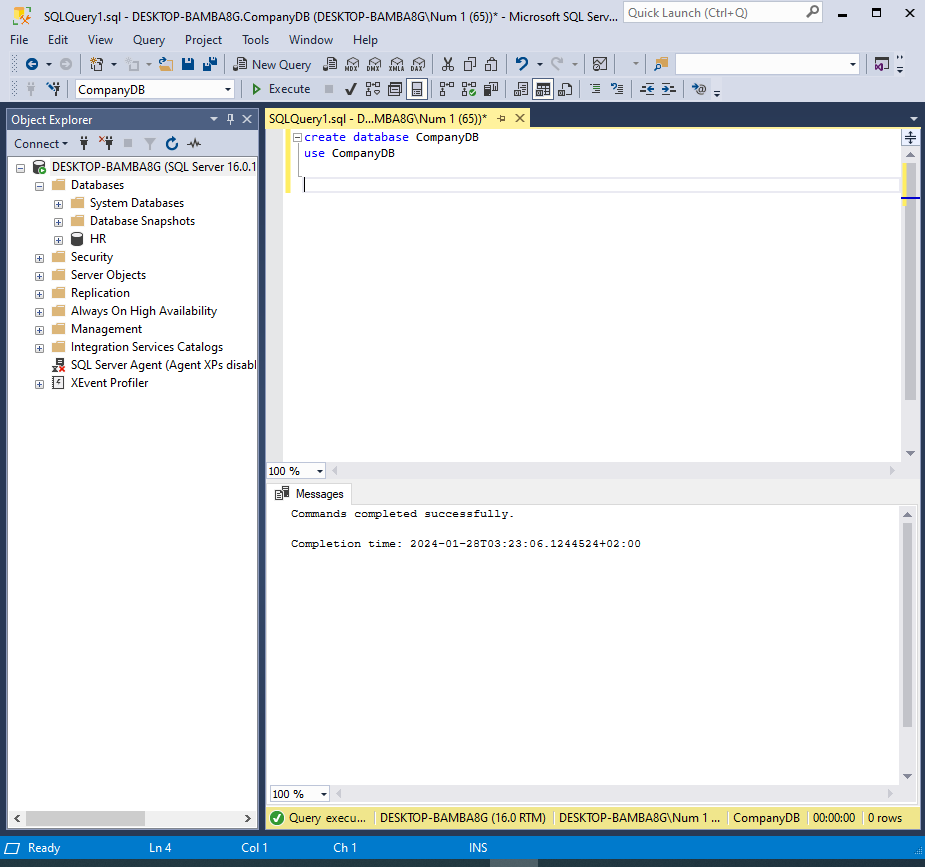 SQLQuery1.sql - DESKTOP-BAMBA8G.CompanyDB (DESKTOP-BAMBA8G\Num 1 (65))* - Microsoft SQL Serv...
Quick Launch (Ctrl+Q)
File Edit View Query Project Tools Window Help
New Query MDX DMX XMLA DAX
CompanyDB Execute
Object Explorer
SQLQuery1.sql - D...MBA8G\Num 1 (65))*
Connect
create database CompanyDB
use CompanyDB
DESKTOP-BAMBA8G (SQL Server 16.0.1
Databases
System Databases
Database Snapshots
HR
Security
Server Objects
Replication
Always On High Availability
Management
Integration Services Catalogs
SQL Server Agent (Agent XPs disabl
XEvent Profiler
100 %
Messages
Commands completed successfully.
Completion time: 2024-01-28T03:23:06.1244524+02:00
100 %
Query execu... DESKTOP-BAMBA8G (16.0 RTM) DESKTOP-BAMBA8G\Num 1 ... CompanyDB 00:00:00 0 rows
Ready Ln 4 Col 1 Ch 1 INS